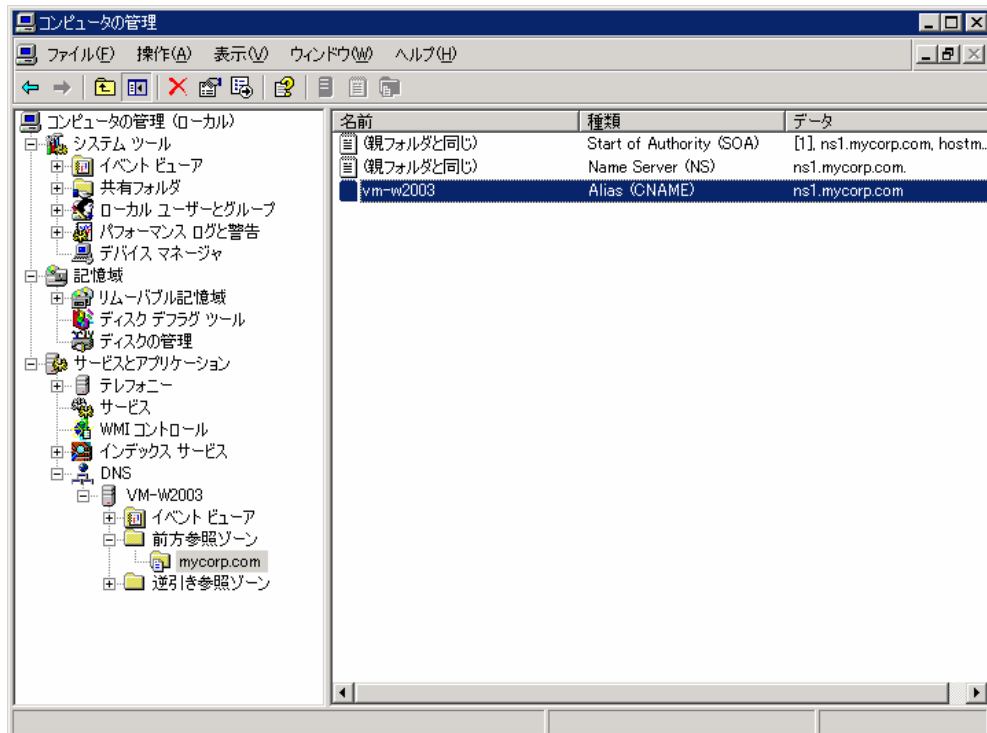 コンピュータの管理
ファイル(F) 操作(A) 表示(V) ウィンドウ(W) ヘルプ(H)
コンピュータの管理 (ローカル)
システム ツール
イベント ビューア
共有フォルダ
ローカル ユーザーとグループ
パフォーマンス ログと警告
デバイス マネージャ
記憶域
リムーバブル記憶域
ディスク デフラグ ツール
ディスクの管理
サービスとアプリケーション
テレフォニー
サービス
WMI コントロール
インデックス サービス
DNS
VM-W2003
イベント ビューア
前方参照ゾーン
mycorp.com
逆引き参照ゾーン
名前 種類 データ
(親フォルダと同じ) Start of Authority (SOA) [1], ns1.mycorp.com, hostm..
(親フォルダと同じ) Name Server (NS) ns1.mycorp.com.
vm-w2003 Alias (CNAME) ns1.mycorp.com